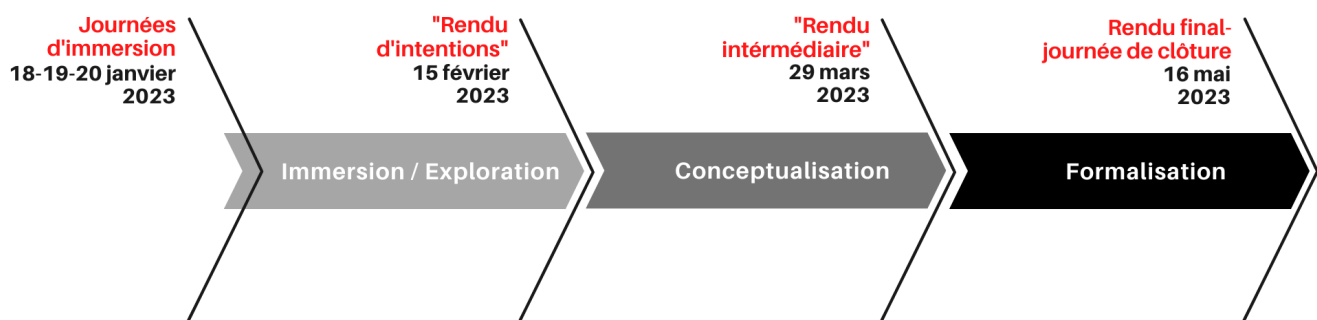 Journées
d'immersion
18-19-20 janvier
2023
"Rendu
d'intentions"
15 février
2023
"Rendu
intérmédiaire"
29 mars
2023
Rendu final-
journée de clôture
16 mai
2023
Immersion / Exploration
Conceptualisation
Formalisation